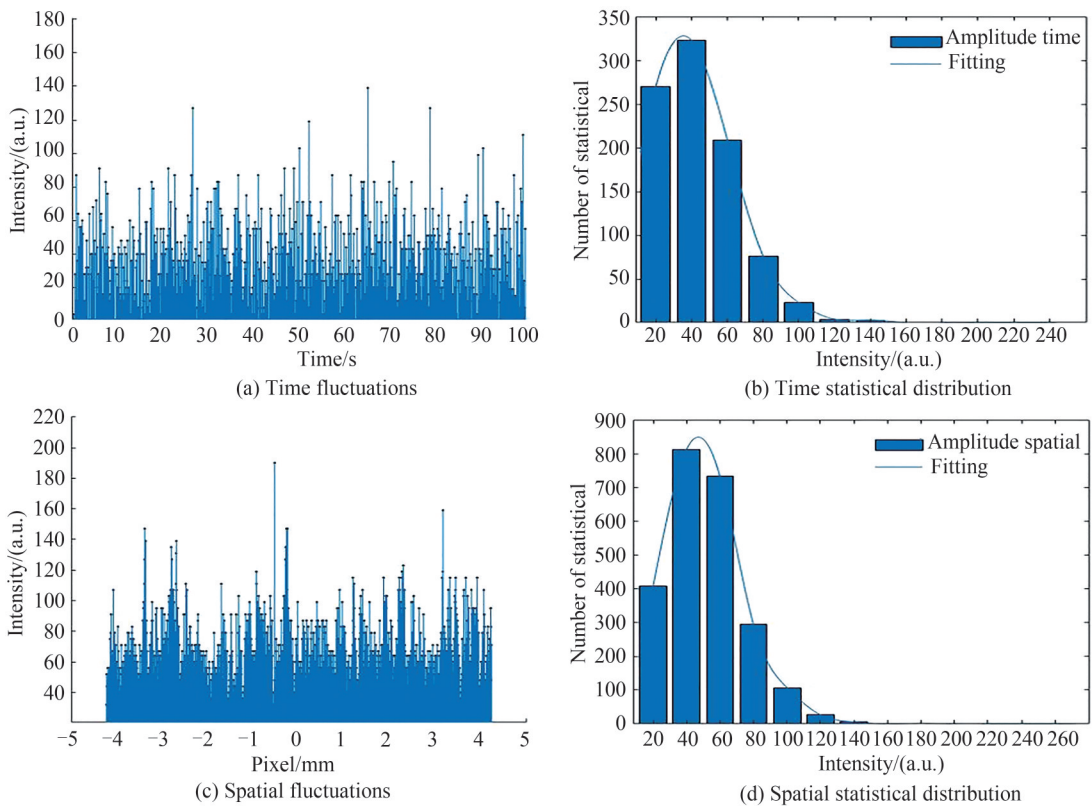 180
160
140
120
100
80
60
40
20
0
Intensity/(a.u.)
0 10 20 30 40 50 60 70 80 90 100
Time/s
(a) Time fluctuations
350
300
250
200
150
100
50
0
Number of statistical
Amplitude time
Fitting
20 40 60 80 100 120 140 160 180 200 220 240
Intensity/(a.u.)
(b) Time statistical distribution
220
200
180
160
140
120
100
80
60
40
Intensity/(a.u.)
−5 −4 −3 −2 −1 0 1 2 3 4 5
Pixel/mm
(c) Spatial fluctuations
900
800
700
600
500
400
300
200
100
0
Number of statistical
Amplitude spatial
Fitting
20 40 60 80 100 120 140 160 180 200 220 240 260
Intensity/(a.u.)
(d) Spatial statistical distribution